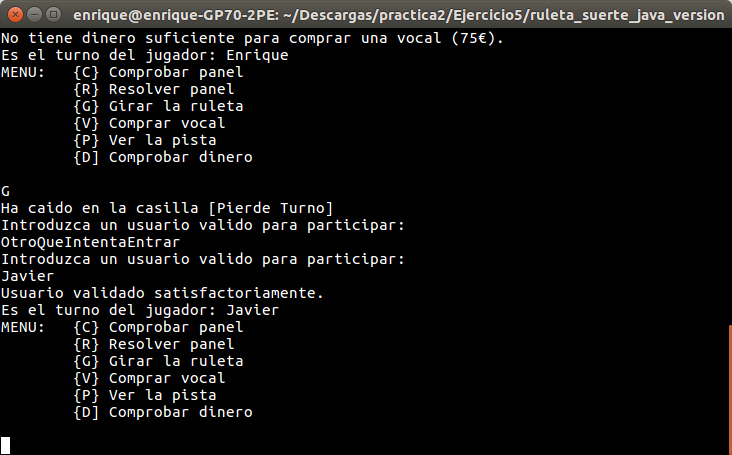 enrique@enrique-GP70-2PE: ~/Descargas/practica2/Ejercicio5/ruleta_suerte_java_version
No tiene dinero suficiente para comprar una vocal (75€).
Es el turno del jugador: Enrique
MENU:   {C} Comprobar panel
        {R} Resolver panel
        {G} Girar la ruleta
        {V} Comprar vocal
        {P} Ver la pista
        {D] Comprobar dinero
G
Ha caido en la casilla [Pierde Turno]
Introduzca un usuario valido para participar:
OtroQueIntentaEntrar
Introduzca un usuario valido para participar:
Javier
Usuario validado satisfactoriamente.
Es el turno del jugador: Javier
MENU:   {C} Comprobar panel
        {R} Resolver panel
        {G} Girar la ruleta
        {V} Comprar vocal
        {P} Ver la pista
        {D] Comprobar dinero